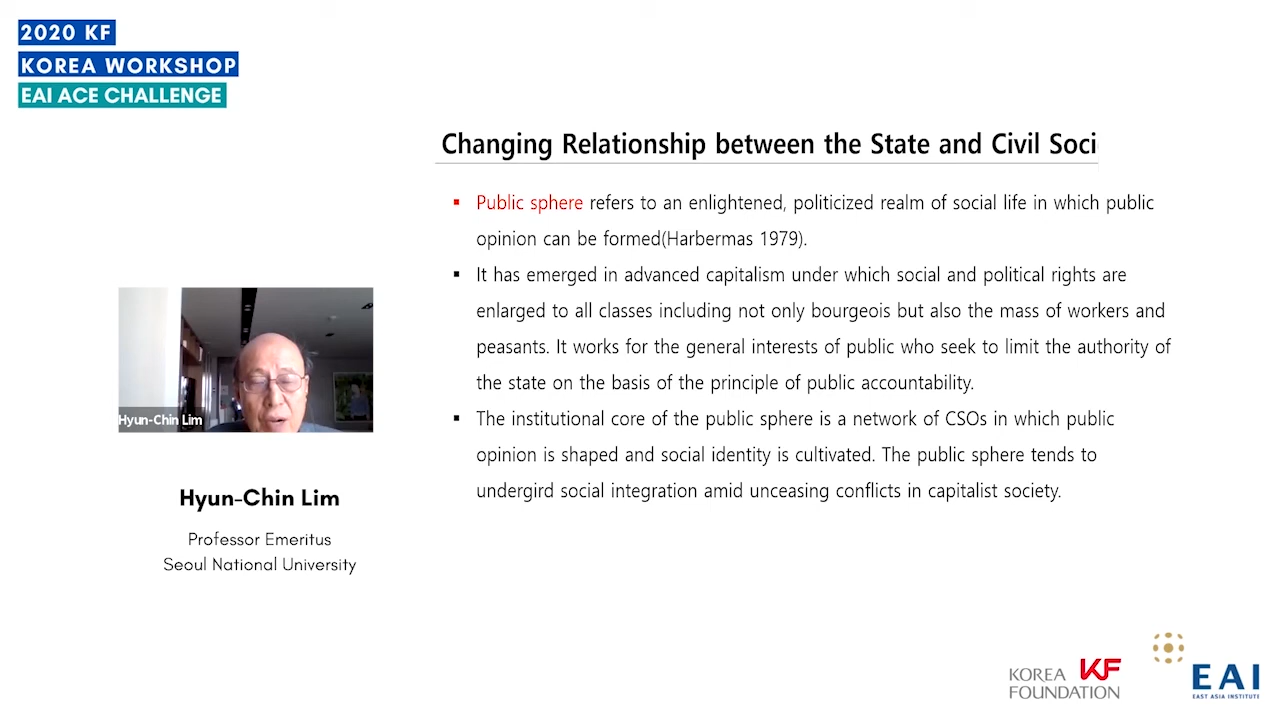 2020 KF
KOREA WORKSHOP
EAI ACE CHALLENGE
Changing Relationship between the State and Civil Soci
▪ Public sphere refers to an enlightened, politicized realm of social life in which public
opinion can be formed(Harbermas 1979).
▪ It has emerged in advanced capitalism under which social and political rights are
enlarged to all classes including not only bourgeois but also the mass of workers and
peasants. It works for the general interests of public who seek to limit the authority of
the state on the basis of the principle of public accountability.
▪ The institutional core of the public sphere is a network of CSOs in which public
opinion is shaped and social identity is cultivated. The public sphere tends to
undergird social integration amid unceasing conflicts in capitalist society.
Hyun-Chin Lim
Hyun-Chin Lim
Professor Emeritus
Seoul National University
KOREA KF
FOUNDATION
EAI
EAST ASIA INSTITUTE